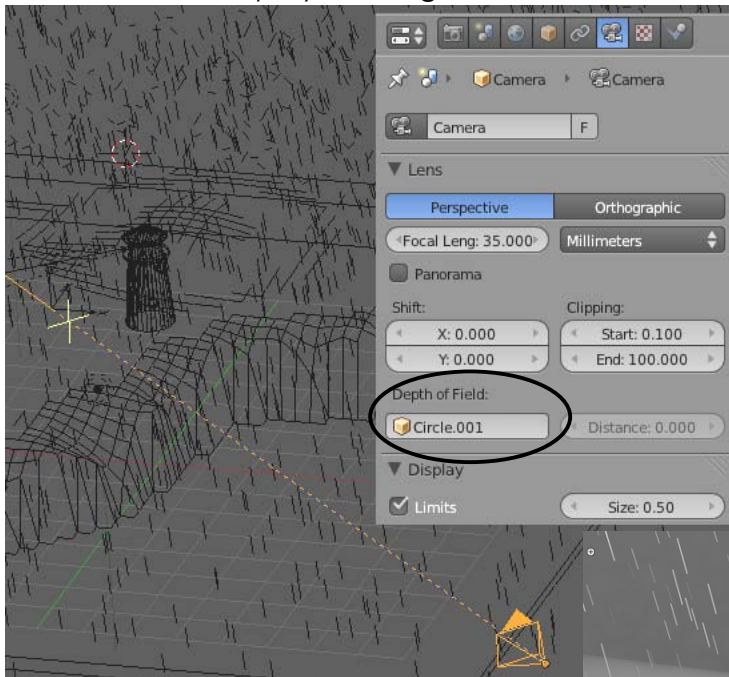 Camera Camera
Camera F
Lens
Perspective Orthographic
Focal Leng: 35.000 Millimeters
Panorama
Shift: Clipping:
X: 0.000 Start: 0.100
Y: 0.000 End: 100.000
Depth of Field:
Circle.001 Distance: 0.000
Display
Limits Size: 0.50